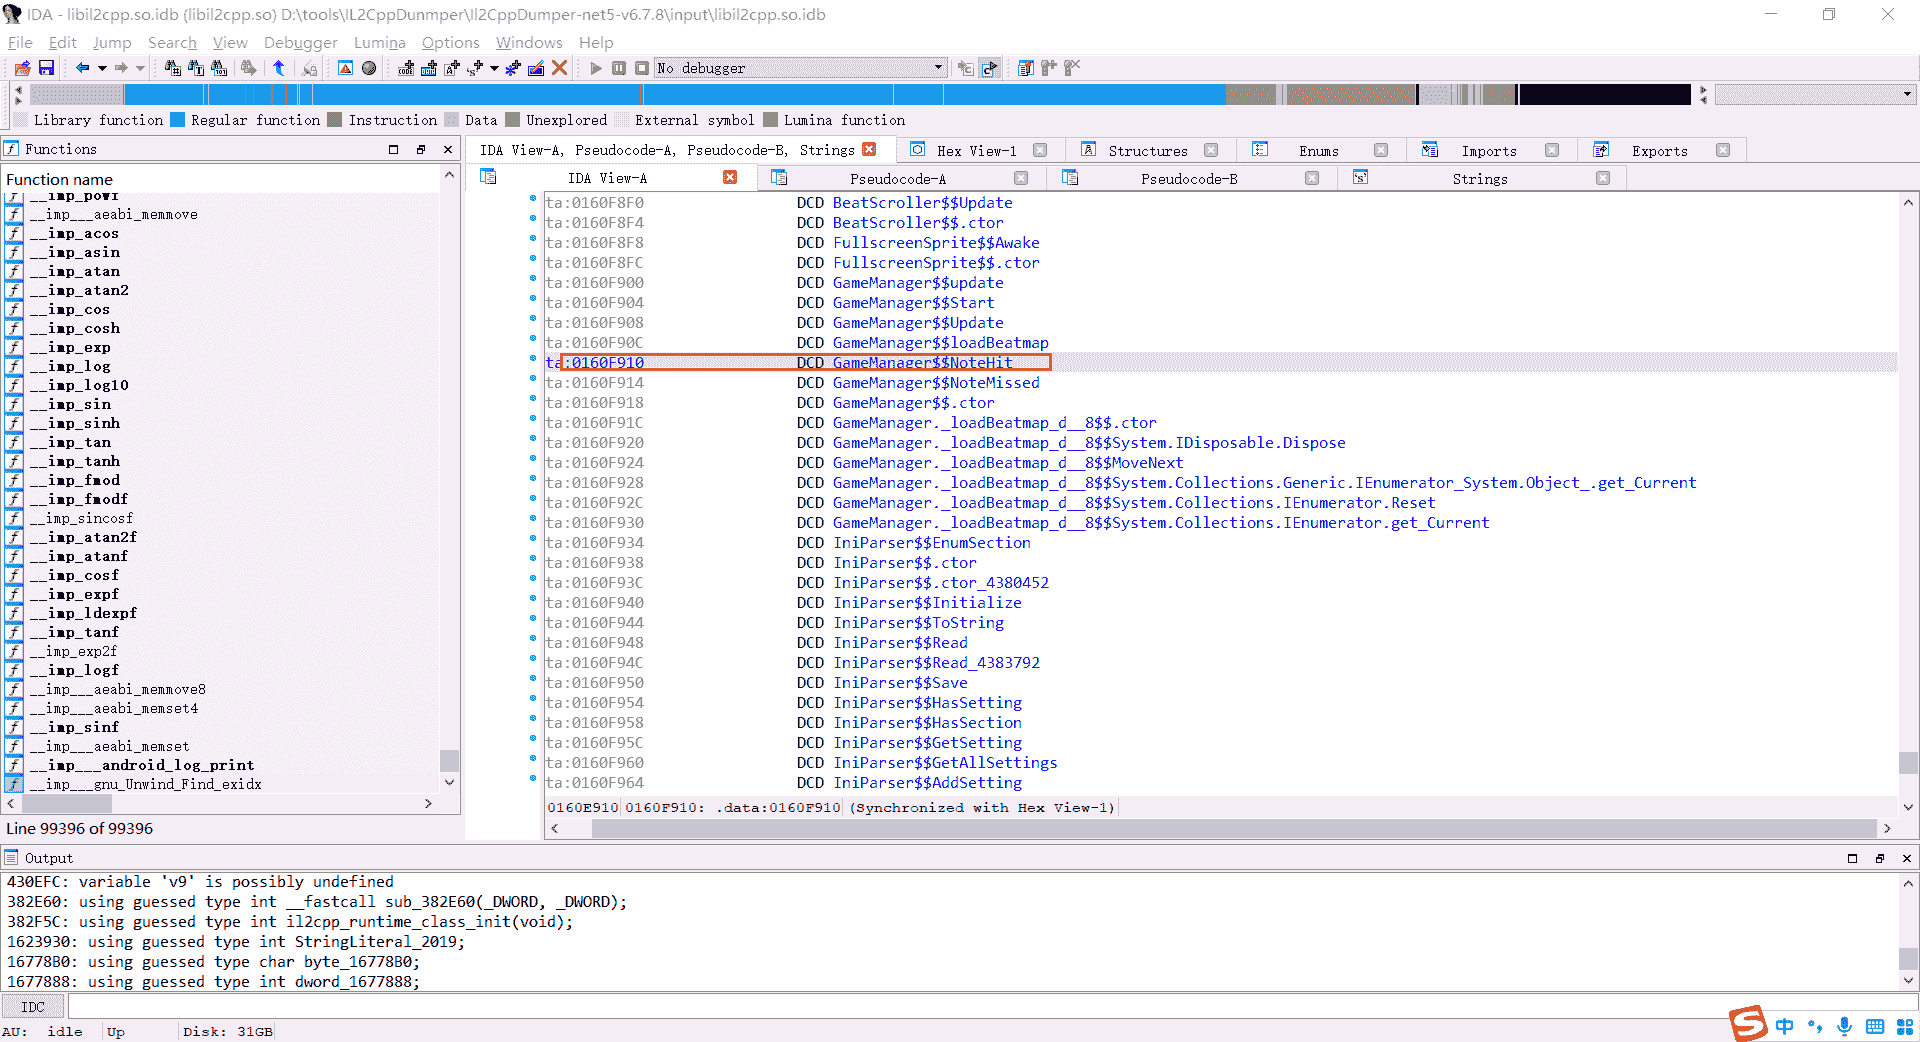 IDA - libil2cpp.so.idb (libil2cpp.so) D:\tools\IL2CppDunmper\Il2CppDumper-net5-v6.7.8\input\libil2cpp.so.idb
File Edit Jump Search View Debugger Lumina Options Windows Help
No debugger
Library function Regular function Instruction Data Unexplored External symbol Lumina function
Functions
IDA View-A, Pseudocode-A, Pseudocode-B, Strings Hex View-1 Structures Enums Imports Exports
IDA View-A Pseudocode-A Pseudocode-B Strings
Function name
__imp_powf
__imp___aeabi_memmove
__imp_acos
__imp_asin
__imp_atan
__imp_atan2
__imp_cos
__imp_cosh
__imp_exp
__imp_log
__imp_log10
__imp_sin
__imp_sinh
__imp_tan
__imp_tanh
__imp_fmod
__imp_fmodf
__imp_sincosf
__imp_atan2f
__imp_atanf
__imp_cosf
__imp_expf
__imp_ldexpf
__imp_tanf
__imp_exp2f
__imp_logf
__imp___aeabi_memmove8
__imp___aeabi_memset4
__imp_sinf
__imp___aeabi_memset
__imp___android_log_print
__imp___gnu_Unwind_Find_exidx
Line 99396 of 99396
ta:0160F8F0 DCD BeatScroller$$Update
ta:0160F8F4 DCD BeatScroller$$.ctor
ta:0160F8F8 DCD FullscreenSprite$$Awake
ta:0160F8FC DCD FullscreenSprite$$.ctor
ta:0160F900 DCD GameManager$$update
ta:0160F904 DCD GameManager$$Start
ta:0160F908 DCD GameManager$$Update
ta:0160F90C DCD GameManager$$loadBeatmap
ta:0160F910 DCD GameManager$$NoteHit
ta:0160F914 DCD GameManager$$NoteMissed
ta:0160F918 DCD GameManager$$.ctor
ta:0160F91C DCD GameManager._loadBeatmap_d__8$$.ctor
ta:0160F920 DCD GameManager._loadBeatmap_d__8$$System.IDisposable.Dispose
ta:0160F924 DCD GameManager._loadBeatmap_d__8$$MoveNext
ta:0160F928 DCD GameManager._loadBeatmap_d__8$$System.Collections.Generic.IEnumerator_System.Object_.get_Current
ta:0160F92C DCD GameManager._loadBeatmap_d__8$$System.Collections.IEnumerator.Reset
ta:0160F930 DCD GameManager._loadBeatmap_d__8$$System.Collections.IEnumerator.get_Current
ta:0160F934 DCD IniParser$$EnumSection
ta:0160F938 DCD IniParser$$.ctor
ta:0160F93C DCD IniParser$$.ctor_4380452
ta:0160F940 DCD IniParser$$Initialize
ta:0160F944 DCD IniParser$$ToString
ta:0160F948 DCD IniParser$$Read
ta:0160F94C DCD IniParser$$Read_4383792
ta:0160F950 DCD IniParser$$Save
ta:0160F954 DCD IniParser$$HasSetting
ta:0160F958 DCD IniParser$$HasSection
ta:0160F95C DCD IniParser$$GetSetting
ta:0160F960 DCD IniParser$$GetAllSettings
ta:0160F964 DCD IniParser$$AddSetting
0160E910 0160F910: .data:0160F910 (Synchronized with Hex View-1)
Output
430EFC: variable 'v9' is possibly undefined
382E60: using guessed type int __fastcall sub_382E60(_DWORD, _DWORD);
382F5C: using guessed type int il2cpp_runtime_class_init(void);
1623930: using guessed type int StringLiteral_2019;
16778B0: using guessed type char byte_16778B0;
1677888: using guessed type int dword_1677888;
IDC
AU: idle Up Disk: 31GB
中